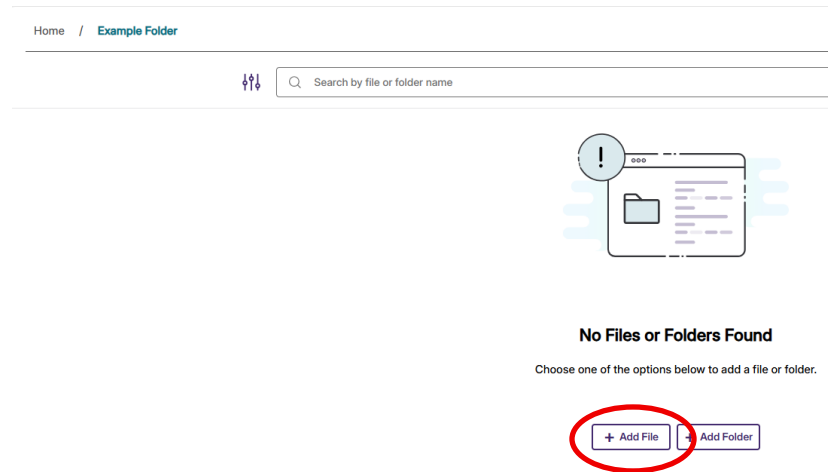 Home / Example Folder
Search by file or folder name
No Files or Folders Found
Choose one of the options below to add a file or folder.
+ Add File + Add Folder